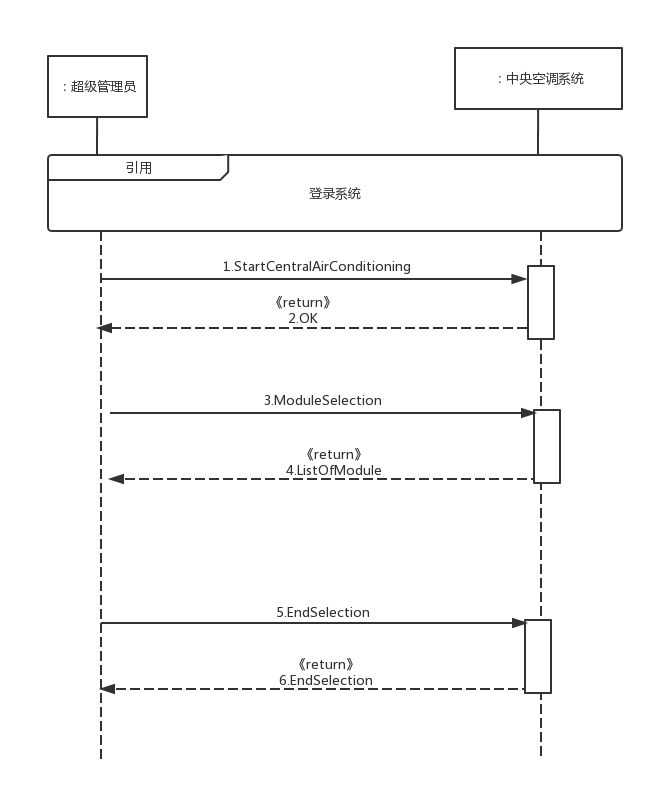 : 超级管理员
: 中央空调系统
引用
登录系统
1.StartCentralAirConditioning
《return》
2.OK
3.ModuleSelection
《return》
4.ListOfModule
5.EndSelection
《return》
6.EndSelection